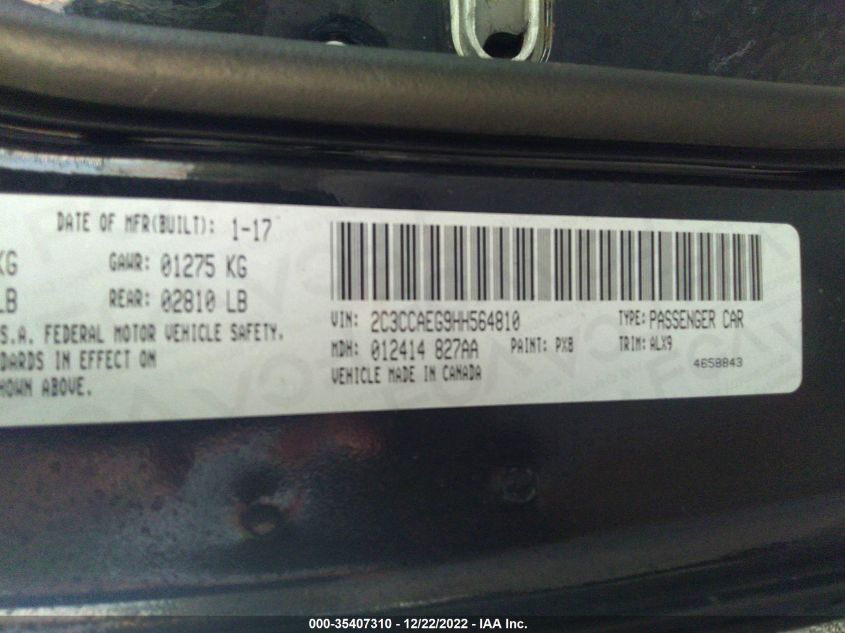 DATE OF MFR(BUILT): 1-17
KG GAWR: 01275 KG
LB REAR: 02810 LB
S.A. FEDERAL MOTOR VEHICLE SAFETY.
DARDS IN EFFECT ON
HOWN ABOVE.
VIN: 2C3CCAEG9HH564810 TYPE: PASSENGER CAR
MDH: 012414 827AA PAINT: PX8 TRIM: ALX9
VEHICLE MADE IN CANADA 4658843
000-35407310 - 12/22/2022 - IAA Inc.